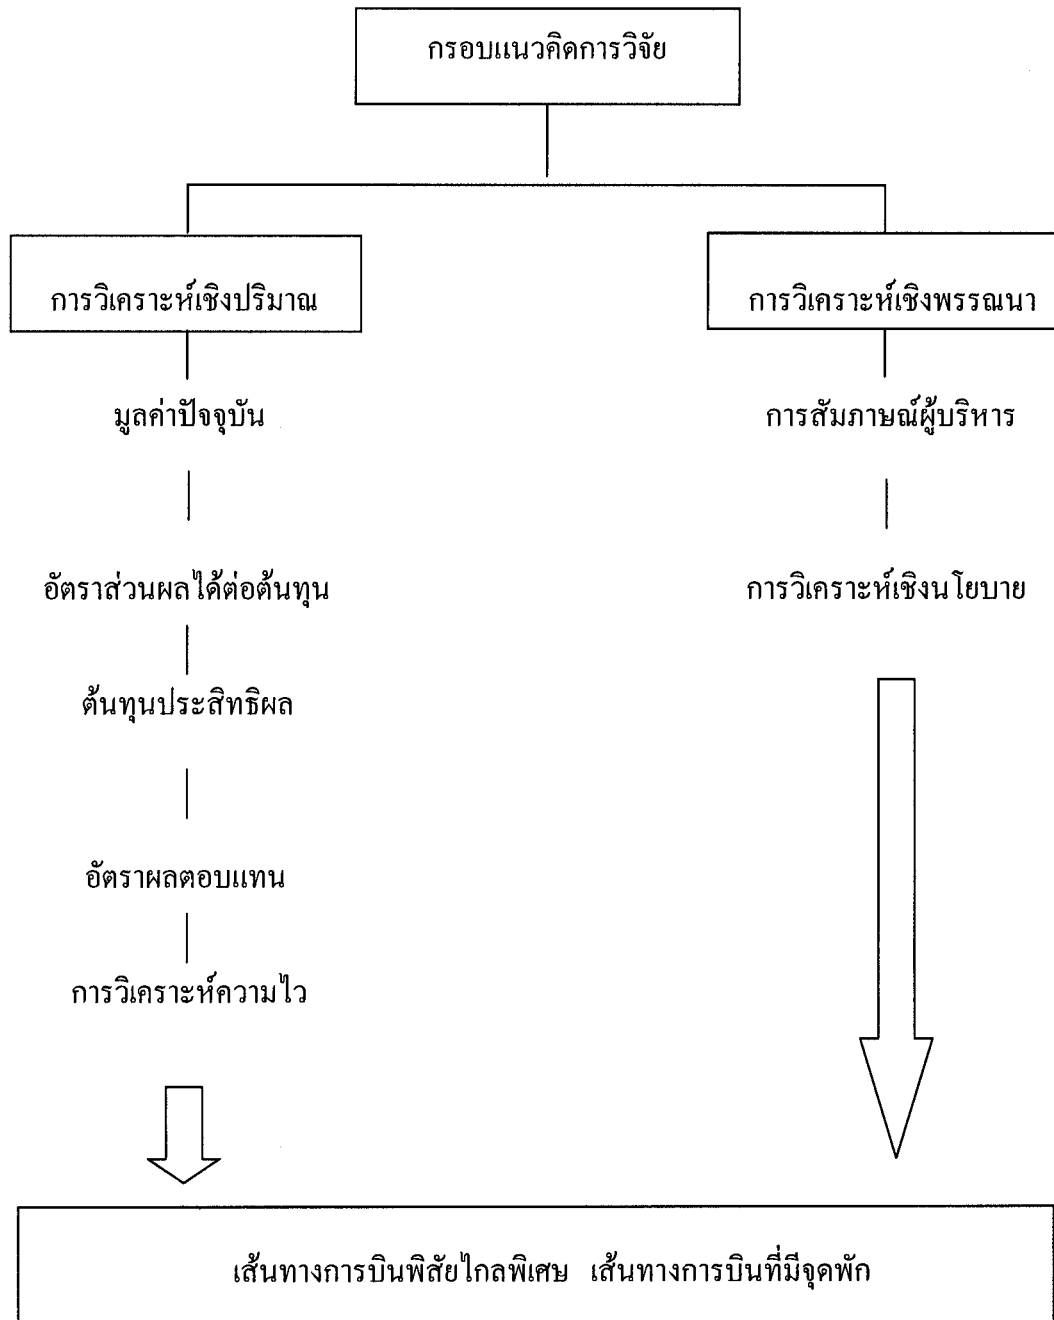 กรอบแนวคิดการวิจัย
การวิเคราะห์เชิงปริมาณ
การวิเคราะห์เชิงพรรณนา
มูลค่าปัจจุบัน
การสัมภาษณ์ผู้บริหาร
อัตราส่วนผลได้ต่อต้นทุน
การวิเคราะห์เชิงนโยบาย
ต้นทุนประสิทธิผล
อัตราผลตอบแทน
การวิเคราะห์ความไว
เส้นทางการบินพิสัยไกลพิเศษ เส้นทางการบินที่มีจุดพัก